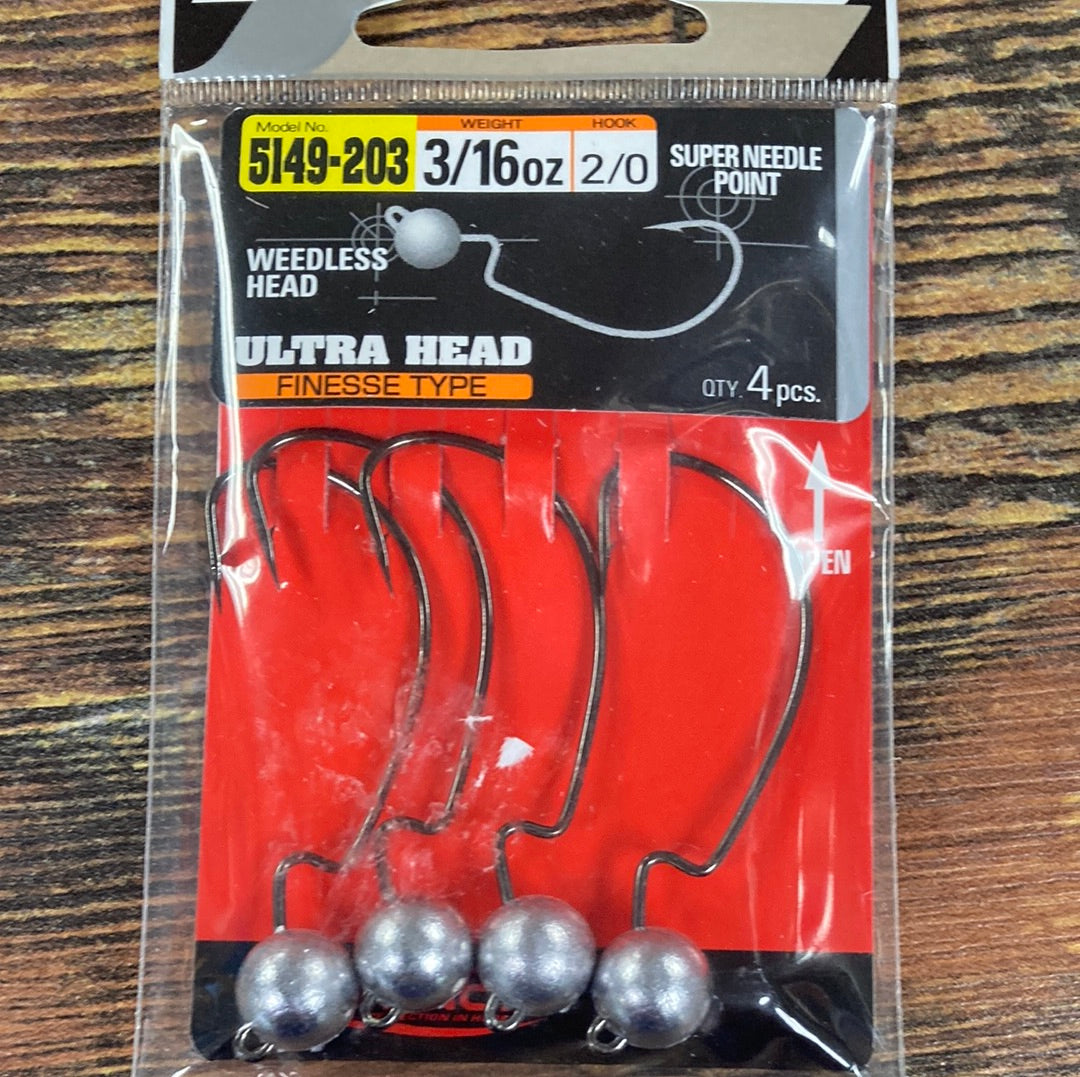 Model No. WEIGHT HOOK
5149-203 3/16oz 2/0
SUPER NEEDLE
POINT
WEEDLESS
HEAD
ULTRA HEAD
FINESSE TYPE
QTY. 4 pcs.